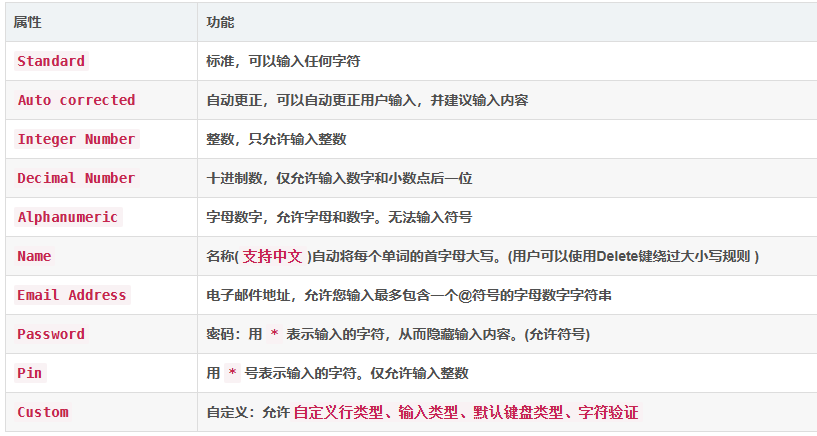 属性 功能
Standard 标准，可以输入任何字符
Auto corrected 自动更正，可以自动更正用户输入，并建议输入内容
Integer Number 整数，只允许输入整数
Decimal Number 十进制数，仅允许输入数字和小数点后一位
Alphanumeric 字母数字，允许字母和数字。无法输入符号
Name 名称( 支持中文 )自动将每个单词的首字母大写。(用户可以使用Delete键绕过大小写规则 )
Email Address 电子邮件地址，允许您输入最多包含一个@符号的字母数字字符串
Password 密码：用 * 表示输入的字符，从而隐藏输入内容。(允许符号)
Pin 用 * 号表示输入的字符。仅允许输入整数
Custom 自定义：允许 自定义行类型、输入类型、默认键盘类型、字符验证